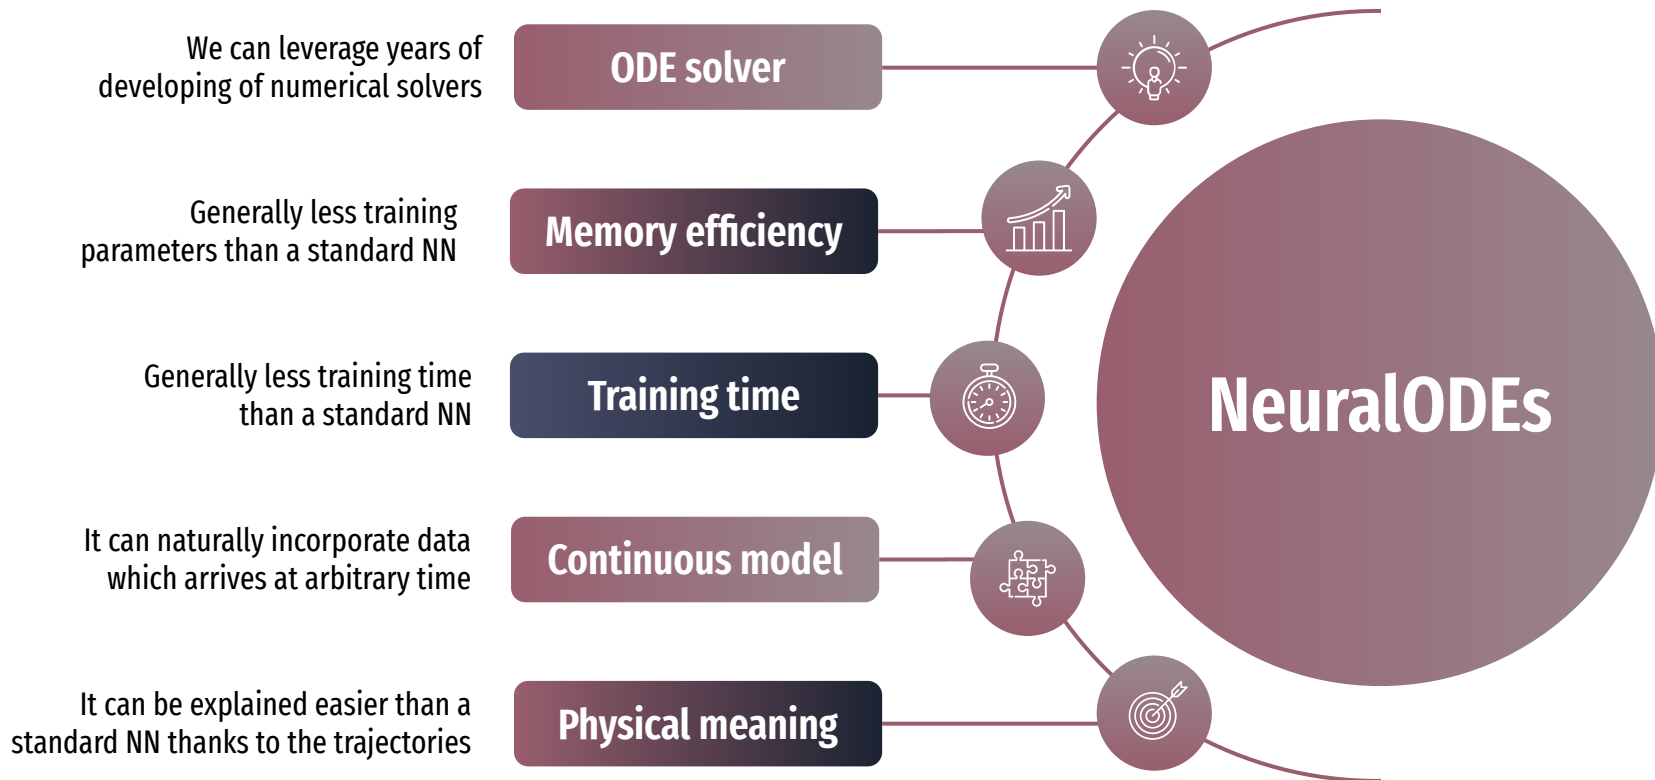 We can leverage years of
developing of numerical solvers
ODE solver
Generally less training
parameters than a standard NN
Memory efficiency
Generally less training time
than a standard NN
Training time
NeuralODEs
It can naturally incorporate data
which arrives at arbitrary time
Continuous model
It can be explained easier than a
standard NN thanks to the trajectories
Physical meaning